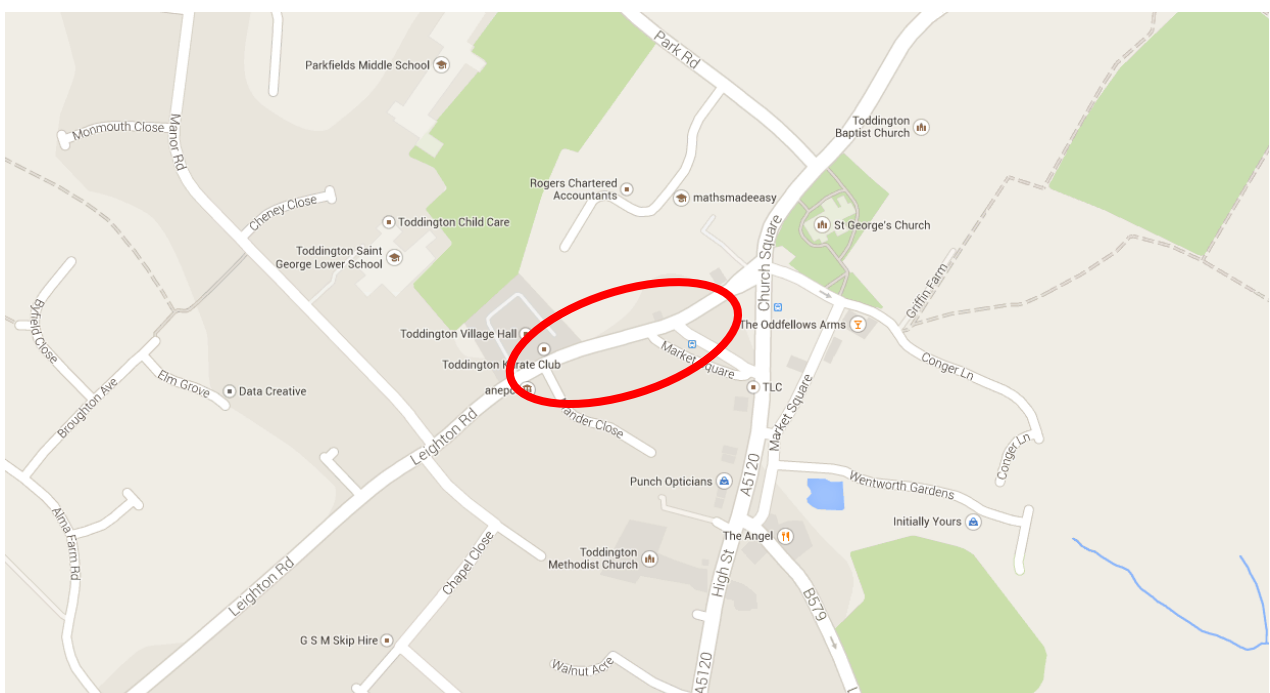 Park Rd
Parkfields Middle School
Toddington
Baptist Church
Monmouth Close
Manor Rd
Rogers Chartered
Accountants
mathsmadeeasy
Cheney Close
Toddington Child Care
St George's Church
Church Square
Toddington Saint
George Lower School
Griffin Farm
Byfield Close
Toddington Village Hall
The Oddfellows Arms
Market Square
Toddington Karate Club
Conger Ln
Elm Grove
Data Creative
TLC
Broughton Ave
Market Square
Leighton Rd
Conger Ln
Punch Opticians
A5120
Wentworth Gardens
Initially Yours
Alma Farm Rd
The Angel
Toddington
Methodist Church
Chapel Close
High St
Leighton Rd
B579
G S M Skip Hire
Walnut Acre
A5120